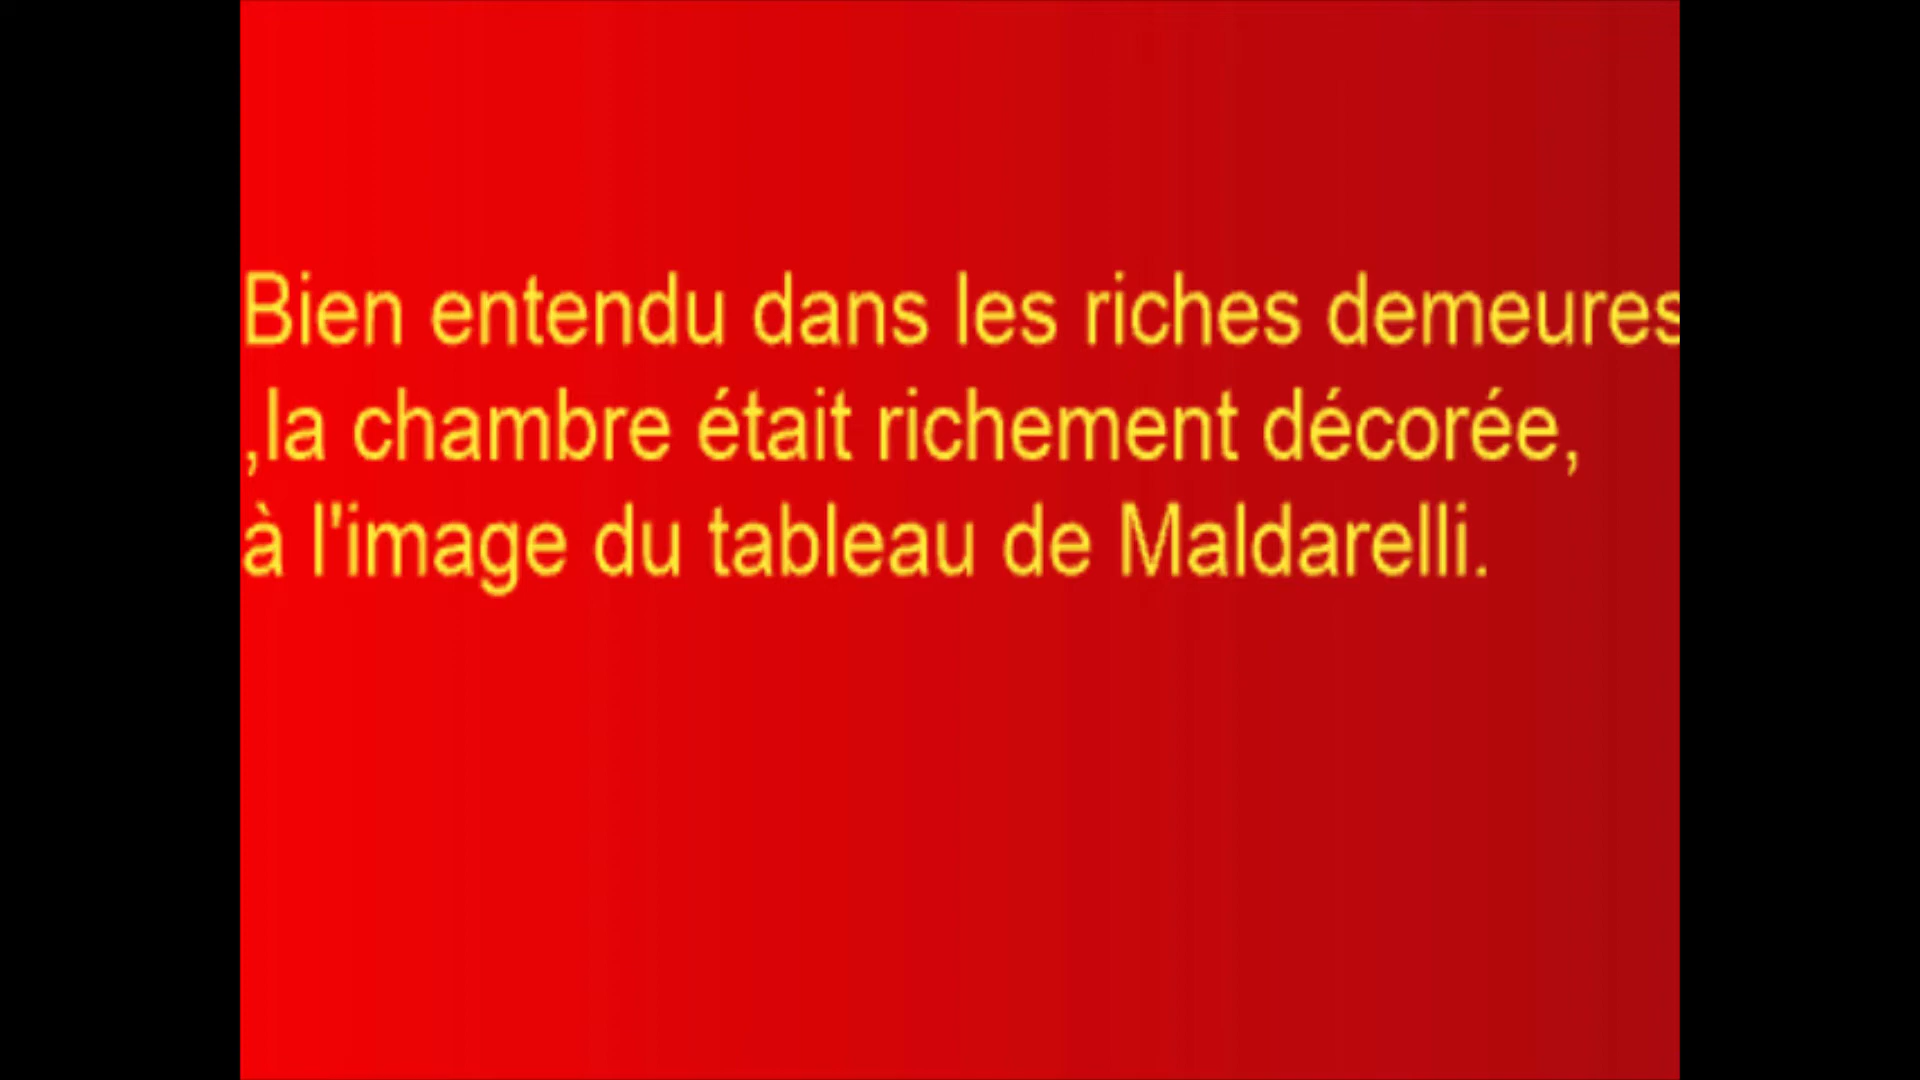 Bien entendu dans les riches demeures
,la chambre était richement décorée,
à l'image du tableau de Maldarelli.